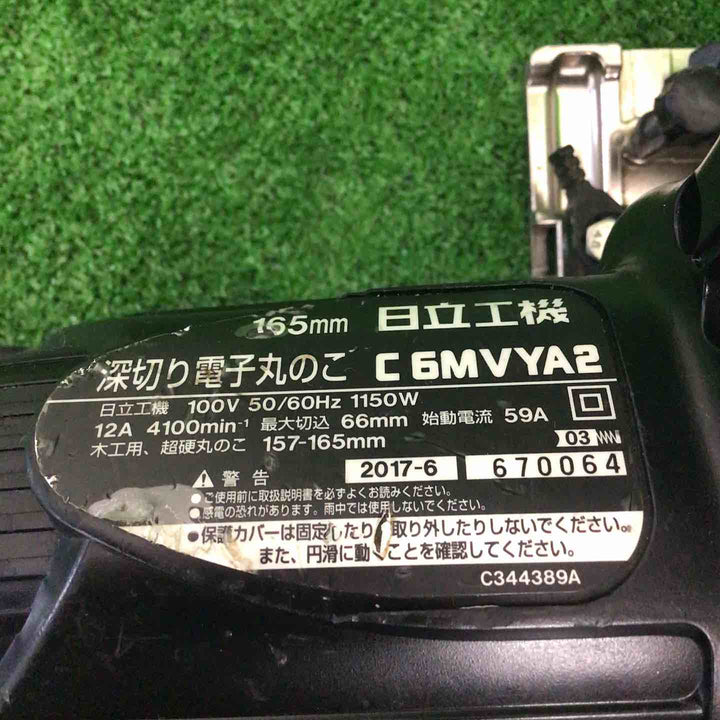 165mm 日立工機
深切り電子丸のこ C 6MVYA2
日立工機 100V 50/60Hz 1150W
12A 4100min⁻¹ 最大切込 66mm 始動電流 59A
木工用、超硬丸のこ 157-165mm
03
警告 2017-6 670064
●ご使用前に取扱説明書を必ずよくお読みください。
●感電の恐れがあります。雨中では使用しないでください。
●保護カバーは固定したり、取り外したりしないでください。
また、円滑に動くことを確認してください。
C344389A